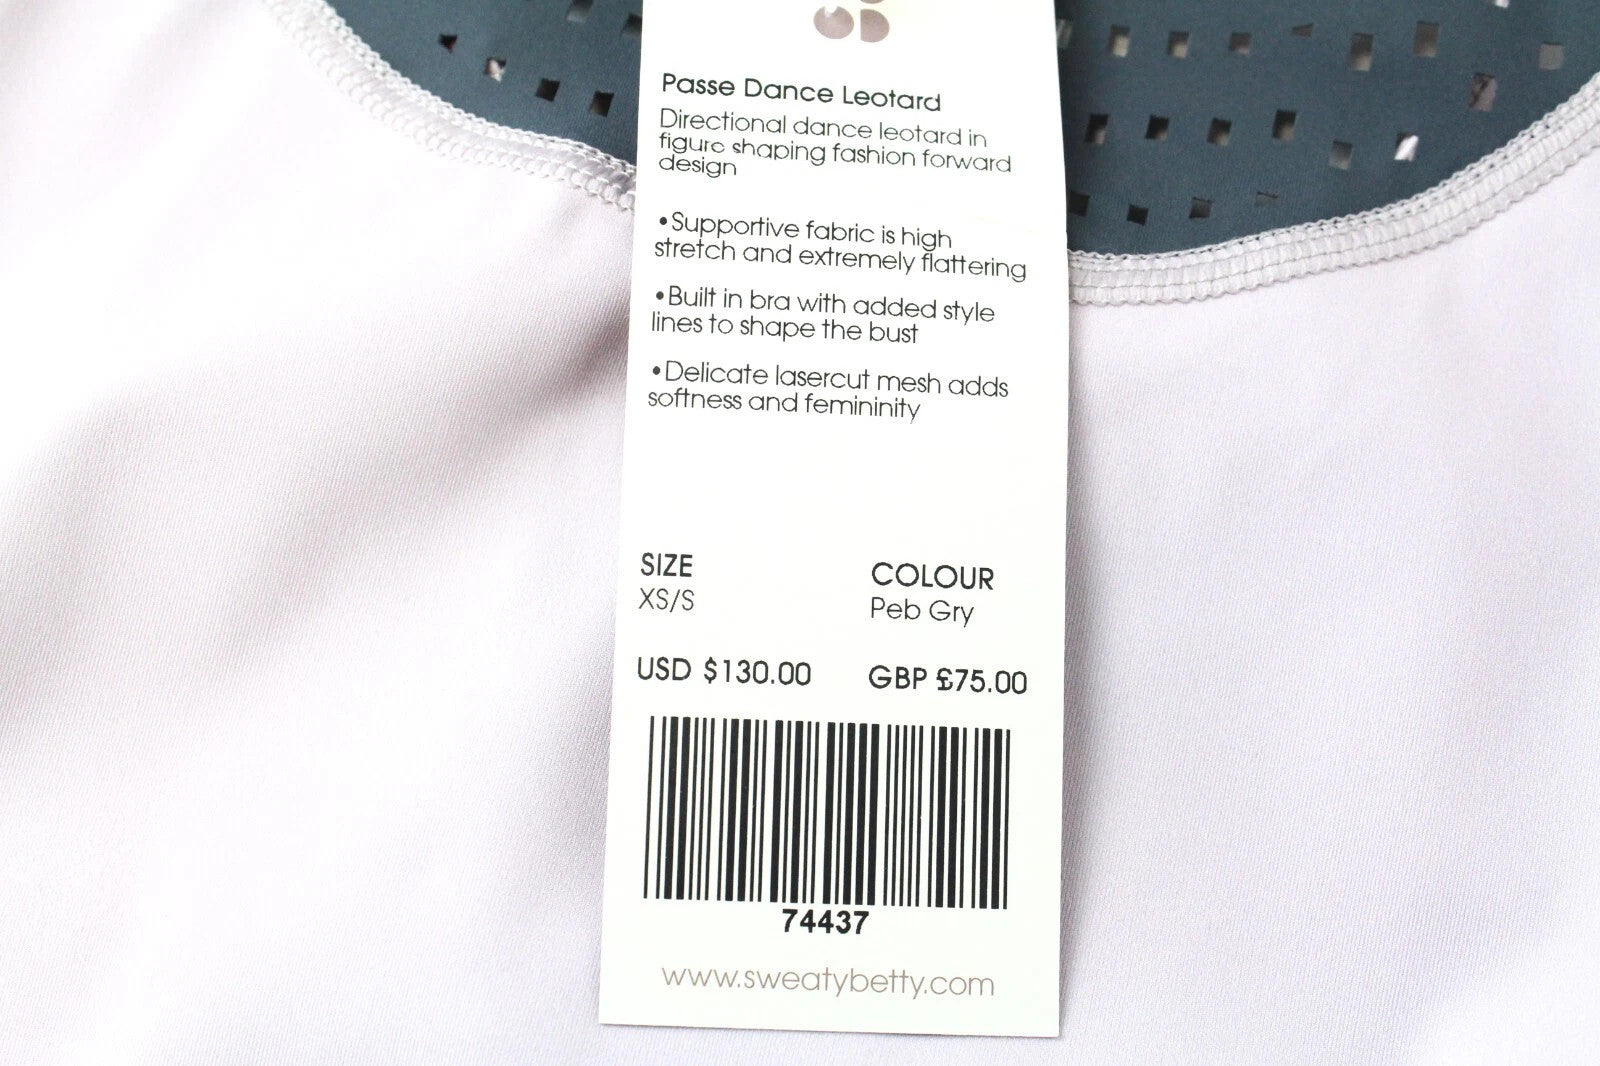 Passe Dance Leotard
Directional dance leotard in
figure shaping fashion forward
design
•Supportive fabric is high
stretch and extremely flattering
•Built in bra with added style
lines to shape the bust
•Delicate lasercut mesh adds
softness and femininity
SIZE COLOUR
XS/S Peb Gry
USD $130.00 GBP £75.00
74437
www.sweatybetty.com